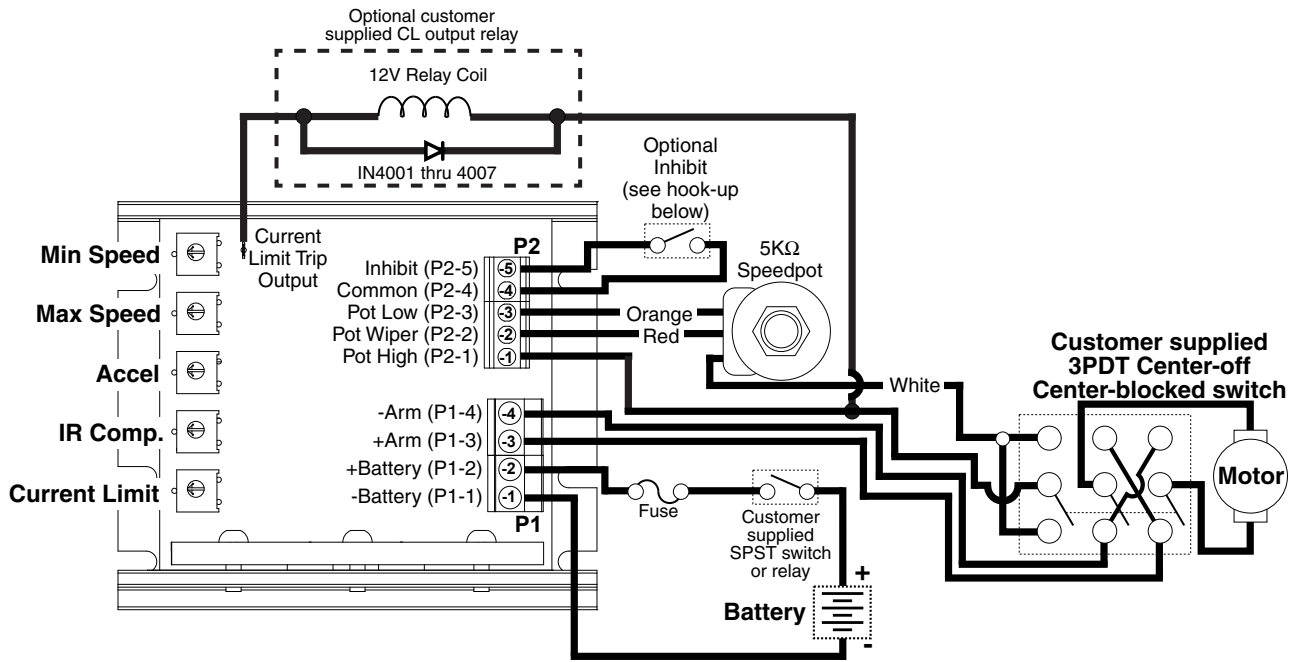 Optional customer
supplied CL output relay
12V Relay Coil
IN4001 thru 4007
Optional
Inhibit
(see hook-up
below)
5KΩ
Speedpot
Min Speed
Max Speed
Accel
IR Comp.
Current Limit
Current
Limit Trip
Output
P2
Inhibit (P2-5)
Common (P2-4)
Pot Low (P2-3)
Pot Wiper (P2-2)
Pot High (P2-1)
-5
-4
-3
-2
-1
Orange
Red
White
-Arm (P1-4)
+Arm (P1-3)
+Battery (P1-2)
-Battery (P1-1)
-4
-3
-2
-1
P1
Fuse
Customer
supplied
SPST switch
or relay
+
Battery
-
Customer supplied
3PDT Center-off
Center-blocked switch
Motor